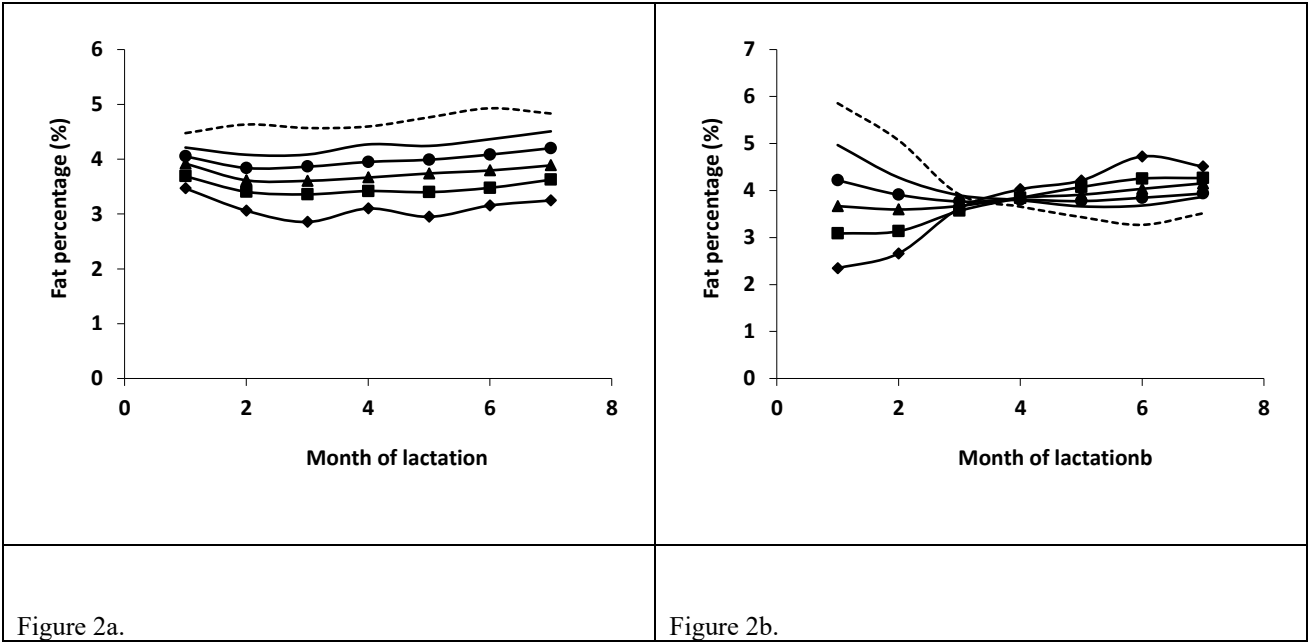 6
5
4
3
2
1
0
0 2 4 6 8
Fat percentage (%)
Month of lactation
Figure 2a.
7
6
5
4
3
2
1
0
0 2 4 6 8
Fat percentage (%)
Month of lactationb
Figure 2b.